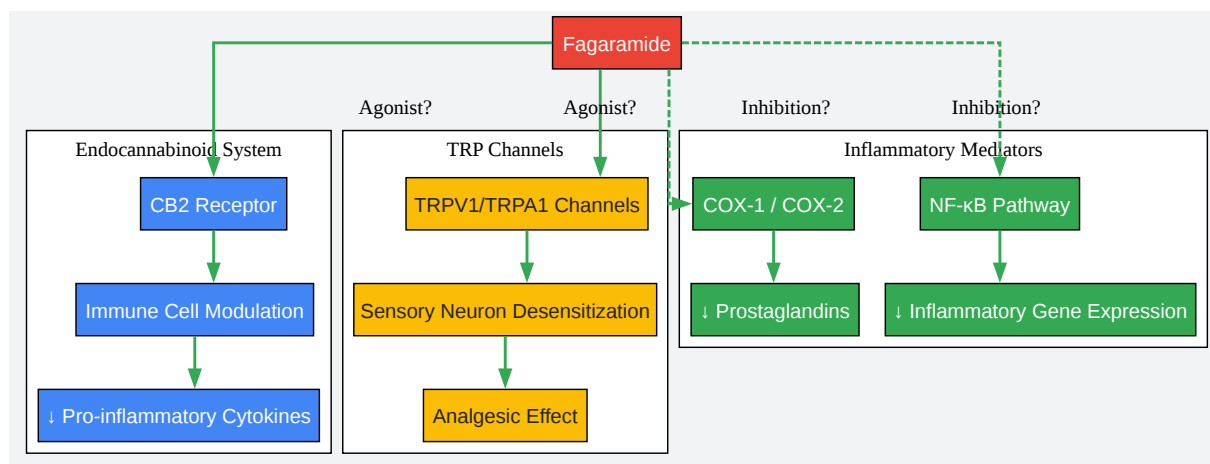 Fagaramide
Agonist?
Agonist?
Inhibition?
Inhibition?
Endocannabinoid System
TRP Channels
Inflammatory Mediators
CB2 Receptor
TRPV1/TRPA1 Channels
COX-1 / COX-2
NF-κB Pathway
Immune Cell Modulation
Sensory Neuron Desensitization
↓ Prostaglandins
↓ Inflammatory Gene Expression
↓ Pro-inflammatory Cytokines
Analgesic Effect